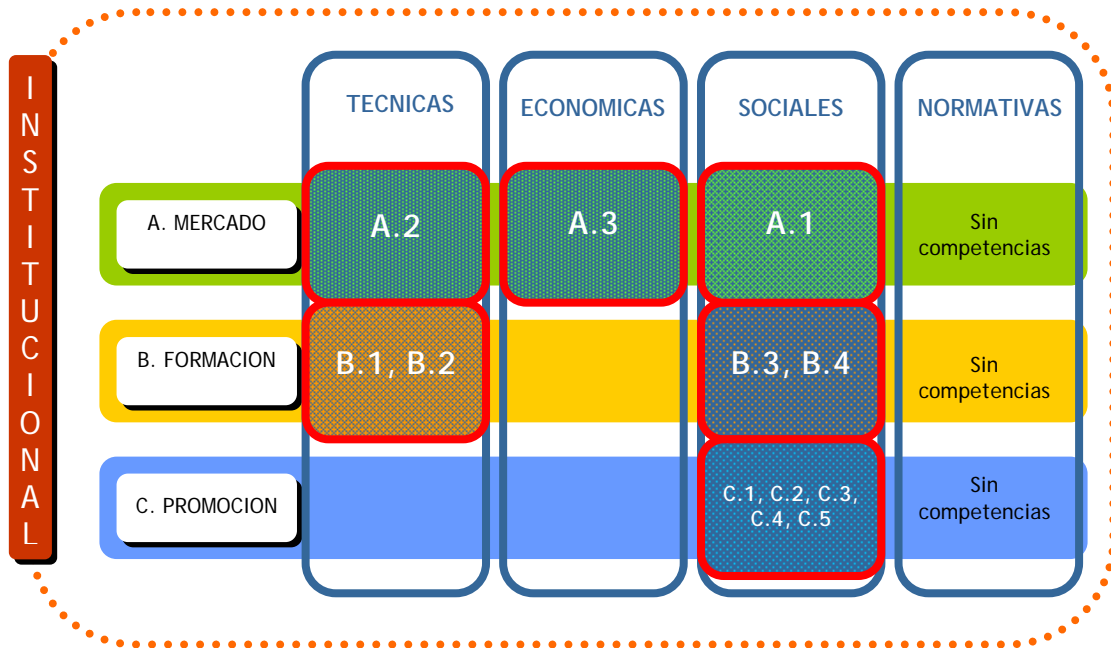 INSTITUCIONAL
TECNICAS
ECONOMICAS
SOCIALES
NORMATIVAS
A. MERCADO
A.2
A.3
A.1
Sin
competencias
B. FORMACION
B.1, B.2
B.3, B.4
Sin
competencias
C. PROMOCION
C.1, C.2, C.3,
C.4, C.5
Sin
competencias